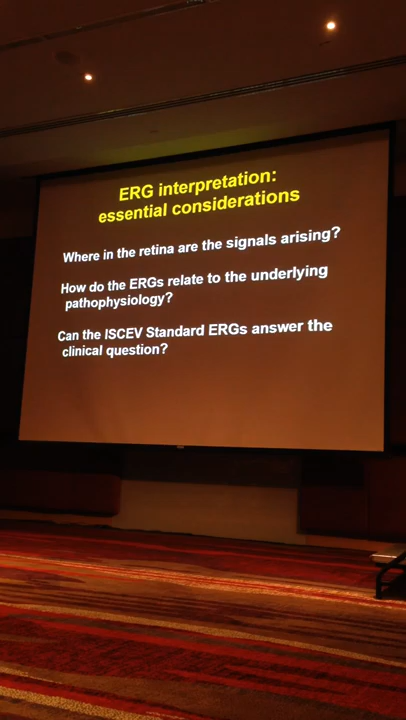 ERG interpretation:
essential considerations
Where in the retina are the signals arising?
How do the ERGs relate to the underlying
pathophysiology?
Can the ISCEV Standard ERGs answer the
clinical question?